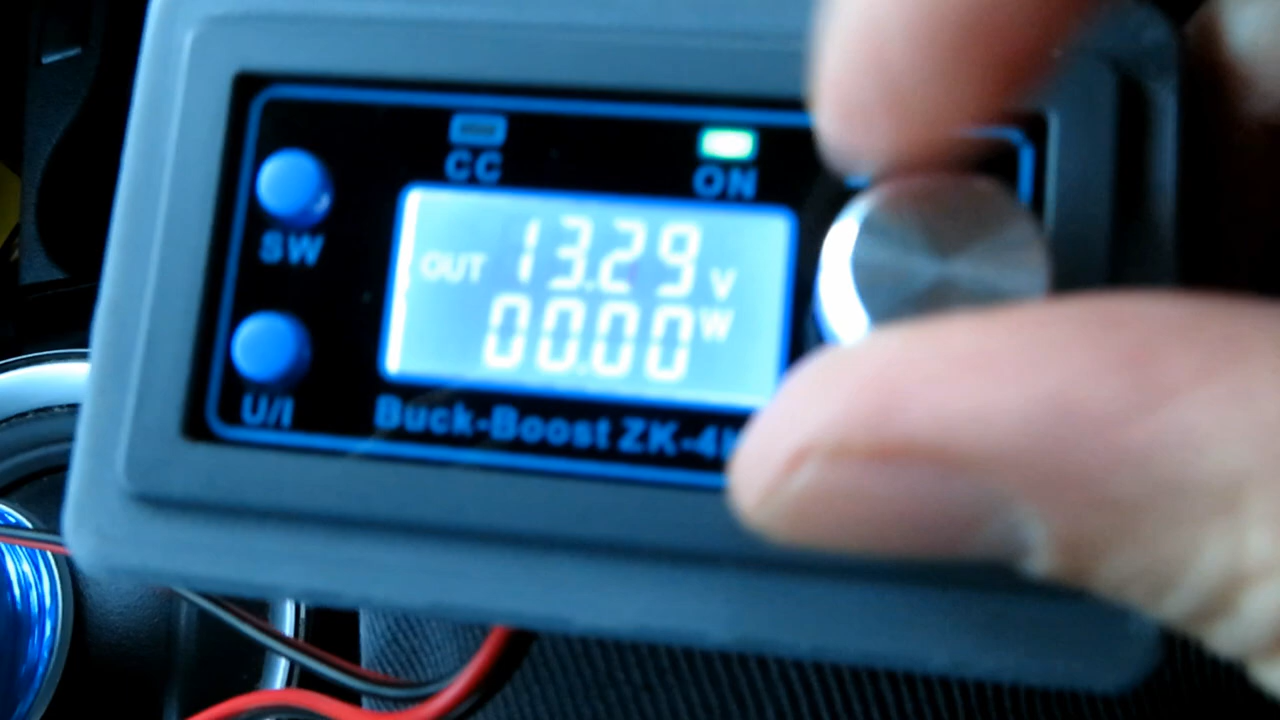 CC
ON
SW
OUT 13.29 V
00.00 W
U/I
Buck-Boost ZK-4